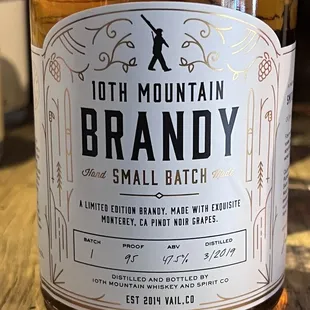 10TH MOUNTAIN
BRANDY
Hand SMALL BATCH Made
A LIMITED EDITION BRANDY. MADE WITH EXQUISITE
MONTEREY, CA PINOT NOIR GRAPES.
BATCH PROOF ABV DISTILLED
1 95 47.5% 3/2019
DISTILLED AND BOTTLED BY
10TH MOUNTAIN WHISKEY AND SPIRIT CO
EST 2014 VAIL, CO